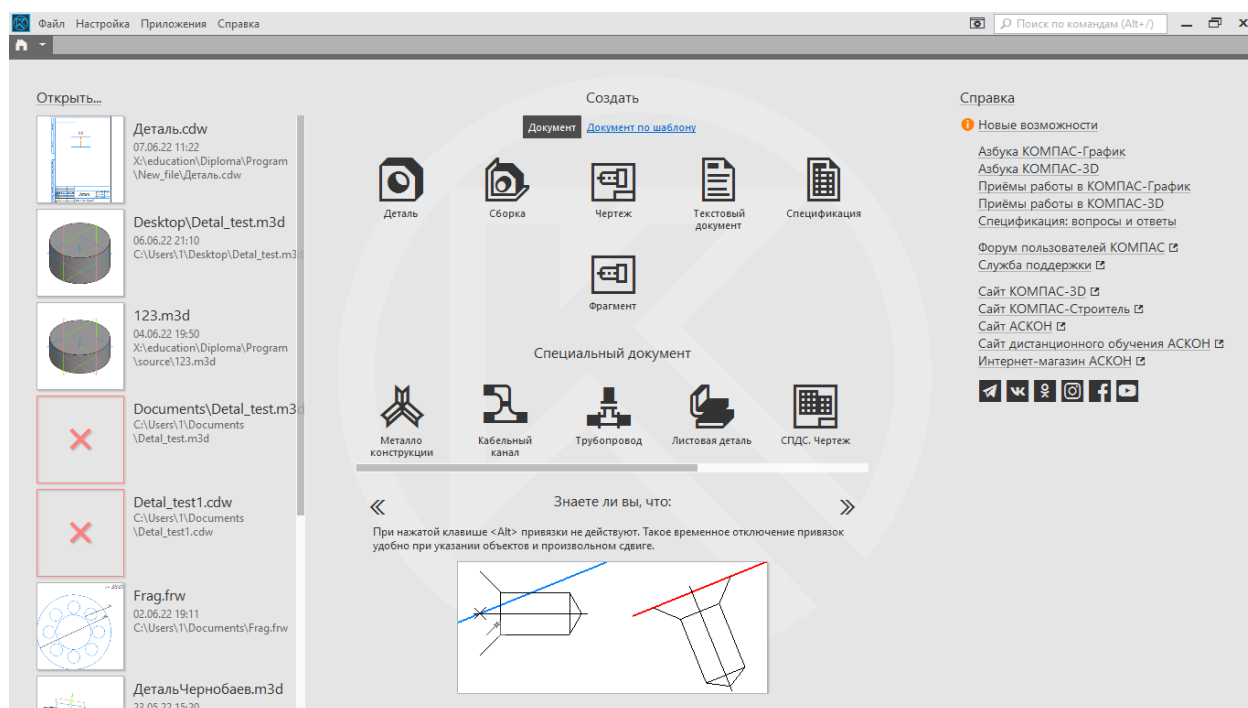 Файл Настройка Приложения Справка
Поиск по командам (Alt+/)
Открыть...
Деталь.cdw
07.06.22 11:22
X:\education\Diploma\Program
\New_file\Деталь.cdw
Desktop\Detal_test.m3d
06.06.22 21:10
C:\Users\1\Desktop\Detal_test.m3d
123.m3d
04.06.22 19:50
X:\education\Diploma\Program
\source\123.m3d
Documents\Detal_test.m3d
C:\Users\1\Documents
\Detal_test.m3d
Detal_test1.cdw
C:\Users\1\Documents
\Detal_test1.cdw
Frag.frw
02.06.22 19:11
C:\Users\1\Documents\Frag.frw
ДетальЧернобаев.m3d
23.05.22 15:20
Создать
Документ Документ по шаблону
Деталь
Сборка
Чертеж
Текстовый
документ
Спецификация
Фрагмент
Специальный документ
Металло
конструкции
Кабельный
канал
Трубопровод
Листовая деталь
СПДС. Чертеж
Знаете ли вы, что:
При нажатой клавише <Alt> привязки не действуют. Такое временное отключение привязок
удобно при указании объектов и произвольном сдвиге.
Справка
Новые возможности
Азбука КОМПАС-График
Азбука КОМПАС-3D
Приёмы работы в КОМПАС-График
Приёмы работы в КОМПАС-3D
Спецификация: вопросы и ответы
Форум пользователей КОМПАС
Служба поддержки
Сайт КОМПАС-3D
Сайт КОМПАС-Строитель
Сайт АСКОН
Сайт дистанционного обучения АСКОН
Интернет-магазин АСКОН